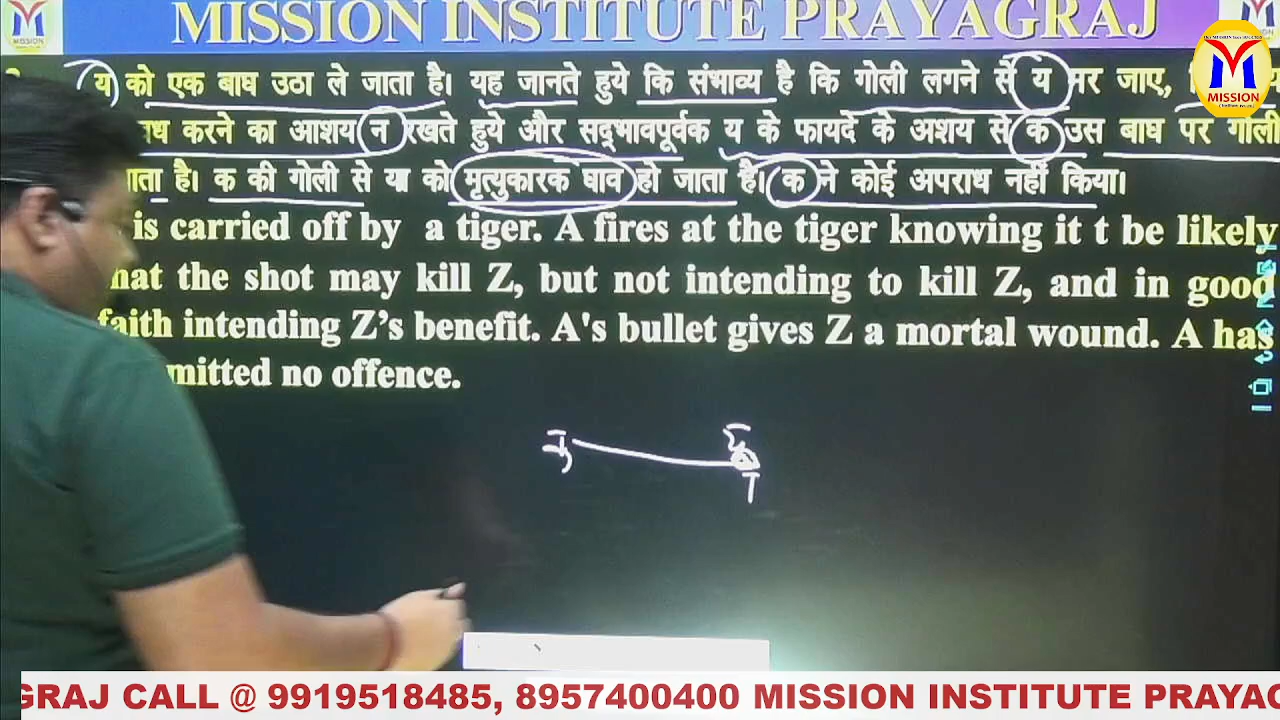 MISSION INSTITUTE PRAYAGRAJ
MISSION
य को एक बाघ उठा ले जाता है। यह जानते हुये कि संभाव्य है कि गोली लगने से य मर जाए,
MISSION
वध करने का आशय न रखते हुये और सद्भावपूर्वक य के फायदे के अशय से क उस बाघ पर गोली
है। क की गोली से य को मृत्युकारके घाव हो जाता है। क ने कोई अपराध नहीं किया।
is carried off by a tiger. A fires at the tiger knowing it t be likely
that the shot may kill Z, but not intending to kill Z, and in good
faith intending Z’s benefit. A's bullet gives Z a mortal wound. A has
mitted no offence.
क
T
GRAJ CALL @ 9919518485, 8957400400 MISSION INSTITUTE PRAYAG